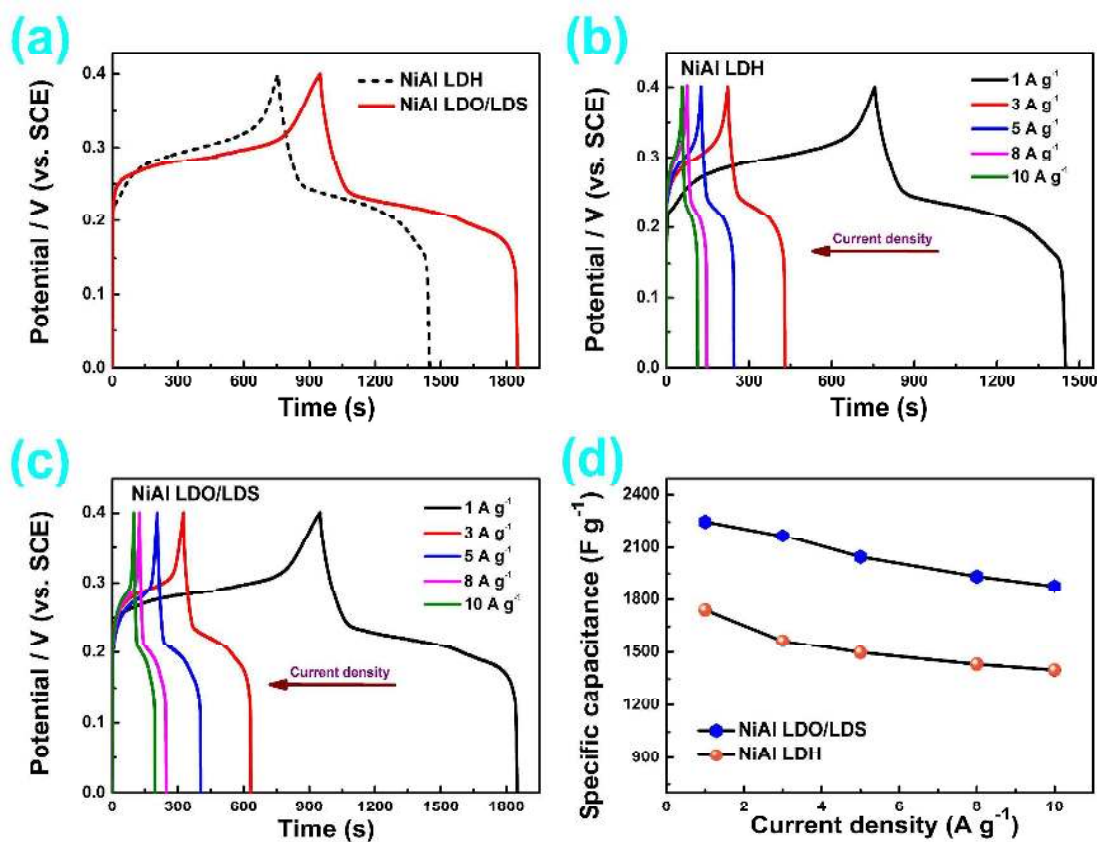 (a)
NiAl LDH
NiAl LDO/LDS
Potential / V (vs. SCE)
0.4
0.3
0.2
0.1
0.0
0 300 600 900 1200 1500 1800
Time (s)
(b)
NiAl LDH
1 A g⁻¹
3 A g⁻¹
5 A g⁻¹
8 A g⁻¹
10 A g⁻¹
Current density
Potential / V (vs. SCE)
0.4
0.3
0.2
0.1
0.0
0 300 600 900 1200 1500
Time (s)
(c)
NiAl LDO/LDS
1 A g⁻¹
3 A g⁻¹
5 A g⁻¹
8 A g⁻¹
10 A g⁻¹
Current density
Potential / V (vs. SCE)
0.4
0.3
0.2
0.1
0.0
0 300 600 900 1200 1500 1800
Time (s)
(d)
Specific capacitance (F g⁻¹)
2400
2100
1800
1500
1200
900
NiAl LDO/LDS
NiAl LDH
0 2 4 6 8 10
Current density (A g⁻¹)